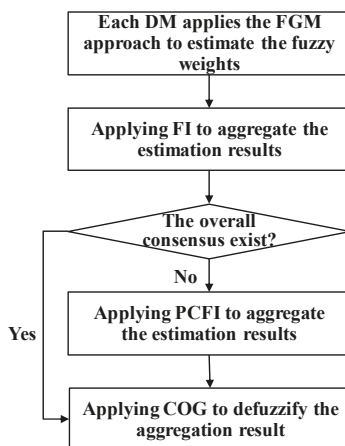 Each DM applies the FGM
approach to estimate the fuzzy
weights
Applying FI to aggregate the
estimation results
The overall
consensus exist?
No
Yes
Applying PCFI to aggregate
the estimation results
Applying COG to defuzzify the
aggregation result